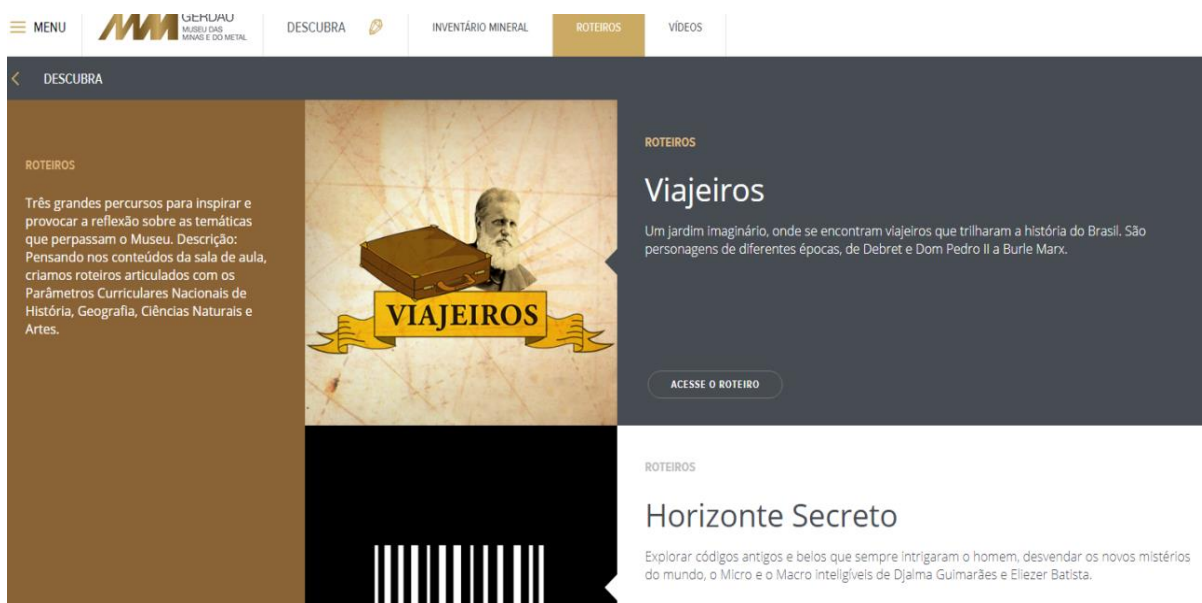 MENU
GERDAU
MUSEU DAS
MINAS E DO METAL
DESCUBRA
INVENTÁRIO MINERAL
ROTEIROS
VÍDEOS
DESCUBRA
ROTEIROS
Três grandes percursos para inspirar e
provocar a reflexão sobre as temáticas
que perpassam o Museu. Descrição:
Pensando nos conteúdos da sala de aula,
criamos roteiros articulados com os
Parâmetros Curriculares Nacionais de
História, Geografia, Ciências Naturais e
Artes.
VIAJEIROS
ROTEIROS
Viajeiros
Um jardim imaginário, onde se encontram viajeiros que trilharam a história do Brasil. São
personagens de diferentes épocas, de Debret e Dom Pedro II a Burle Marx.
ACESSE O ROTEIRO
ROTEIROS
Horizonte Secreto
Explorar códigos antigos e belos que sempre intrigaram o homem, desvendar os novos mistérios
do mundo, o Micro e o Macro inteligíveis de Djalma Guimarães e Eliezer Batista.